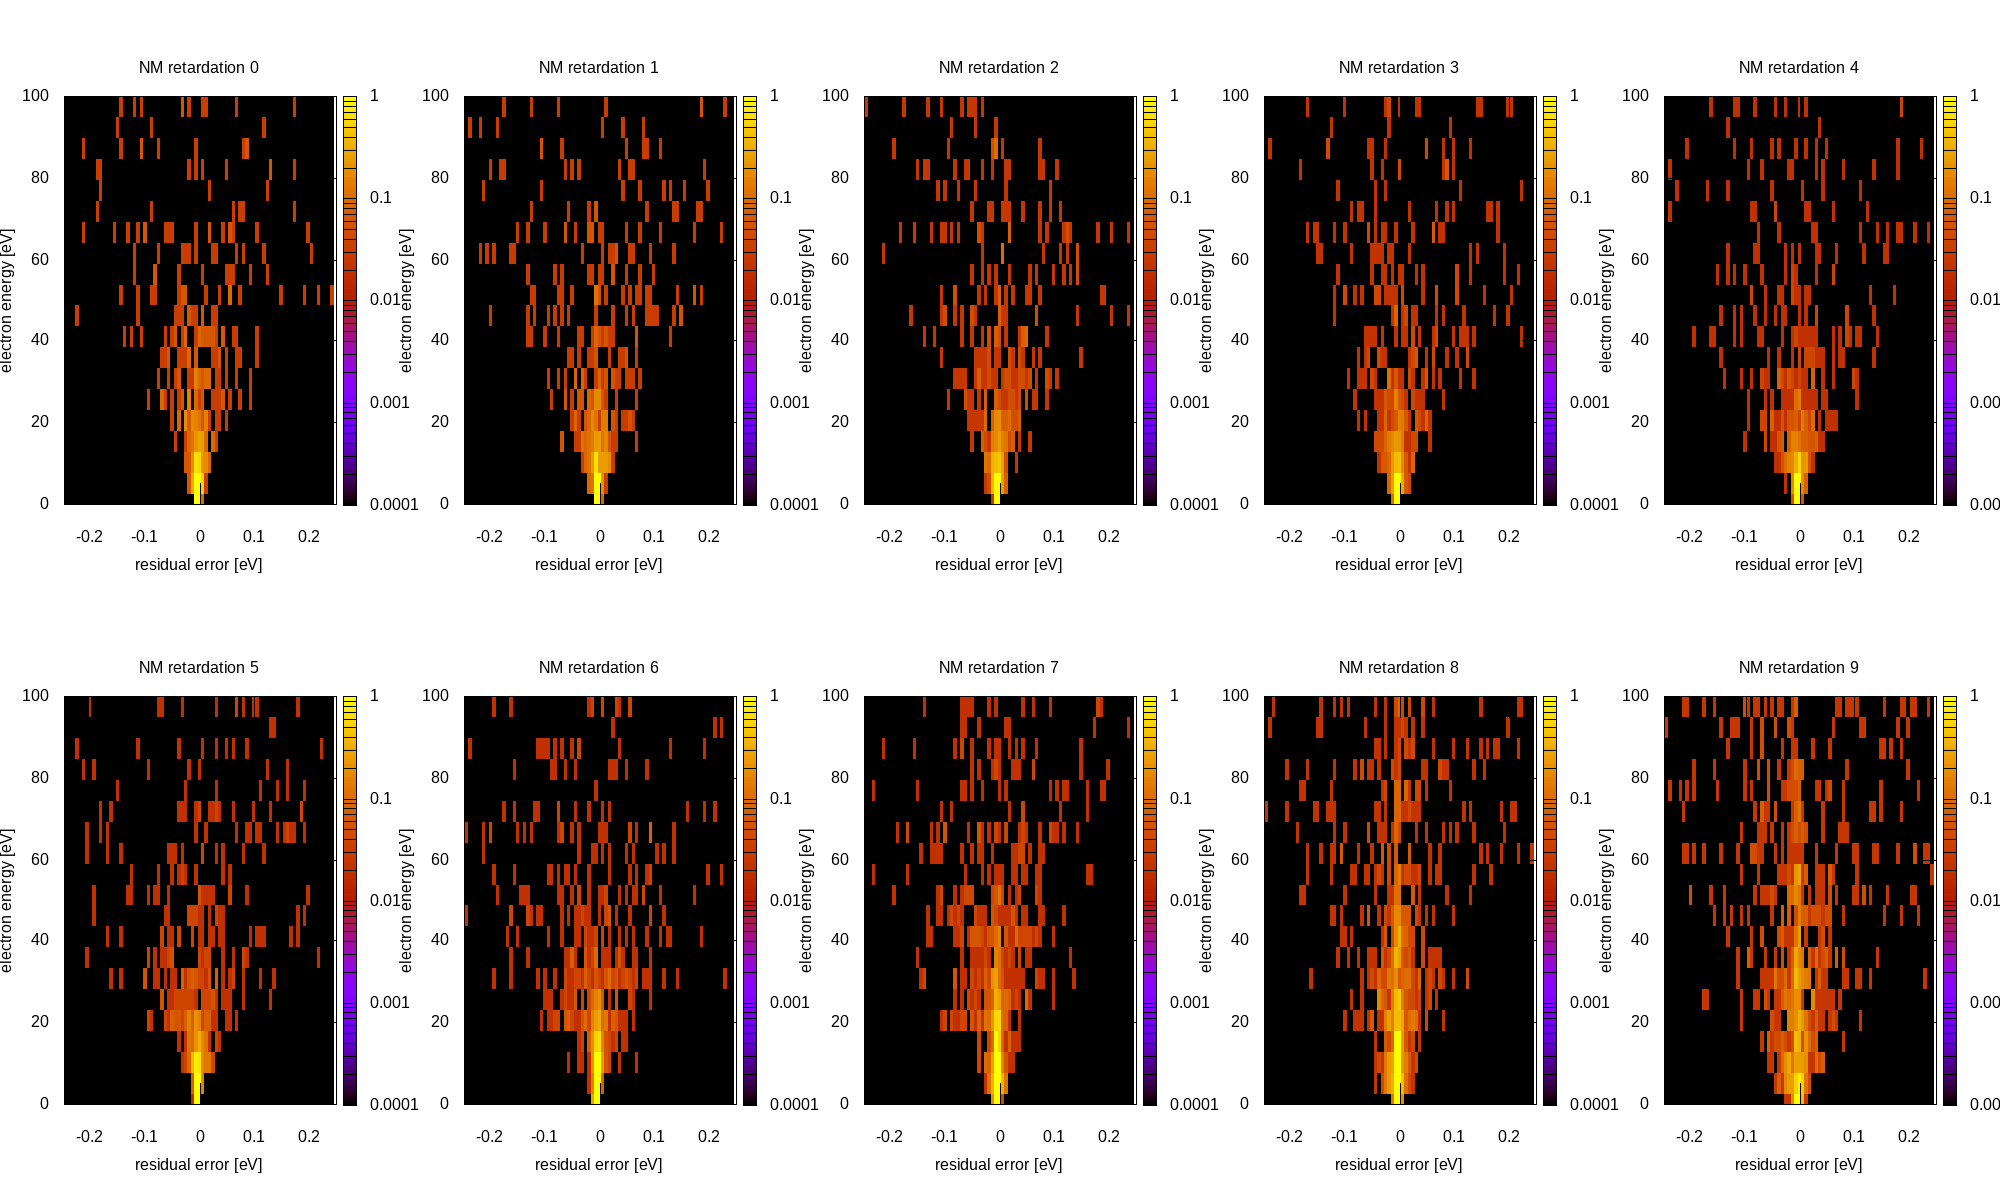 NM retardation 0 NM retardation 1 NM retardation 2 NM retardation 3 NM retardation 4
100 1 100 1 100 1 100 1 100 1
80 80 80 80 80
0.1 0.1 0.1 0.1 0.1
60 60 60 60 60
electron energy [eV] electron energy [eV] electron energy [eV] electron energy [eV] electron energy [eV]
0.01 0.01 0.01 0.01 0.01
40 40 40 40 40
0.001 0.001 0.001 0.001 0.00
20 20 20 20 20
0 0.0001 0 0.0001 0 0.0001 0 0.0001 0 0.00
-0.2 -0.1 0 0.1 0.2 -0.2 -0.1 0 0.1 0.2 -0.2 -0.1 0 0.1 0.2 -0.2 -0.1 0 0.1 0.2 -0.2 -0.1 0 0.1 0.2
residual error [eV] residual error [eV] residual error [eV] residual error [eV] residual error [eV]
NM retardation 5 NM retardation 6 NM retardation 7 NM retardation 8 NM retardation 9
100 1 100 1 100 1 100 1 100 1
80 80 80 80 80
0.1 0.1 0.1 0.1 0.1
60 60 60 60 60
electron energy [eV] electron energy [eV] electron energy [eV] electron energy [eV] electron energy [eV]
0.01 0.01 0.01 0.01 0.01
40 40 40 40 40
0.001 0.001 0.001 0.001 0.00
20 20 20 20 20
0 0.0001 0 0.0001 0 0.0001 0 0.0001 0 0.00
-0.2 -0.1 0 0.1 0.2 -0.2 -0.1 0 0.1 0.2 -0.2 -0.1 0 0.1 0.2 -0.2 -0.1 0 0.1 0.2 -0.2 -0.1 0 0.1 0.2
residual error [eV] residual error [eV] residual error [eV] residual error [eV] residual error [eV]